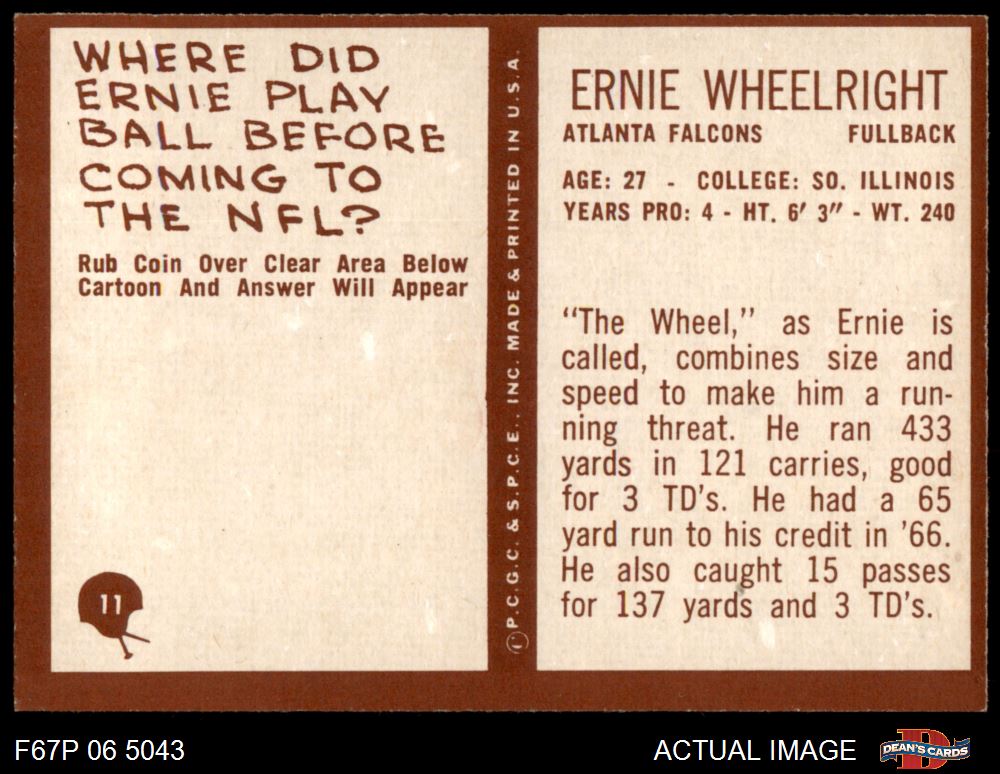 WHERE DID
ERNIE PLAY
BALL BEFORE
COMING TO
THE NFL?
Rub Coin Over Clear Area Below
Cartoon And Answer Will Appear
11
© P.C.G.C. & S.P.C.E., INC. MADE & PRINTED IN U.S.A.
ERNIE WHEELRIGHT
ATLANTA FALCONS FULLBACK
AGE: 27 - COLLEGE: SO. ILLINOIS
YEARS PRO: 4 - HT. 6′ 3″ - WT. 240
“The Wheel,” as Ernie is
called, combines size and
speed to make him a run-
ning threat. He ran 433
yards in 121 carries, good
for 3 TD's. He had a 65
yard run to his credit in '66.
He also caught 15 passes
for 137 yards and 3 TD's.
F67P 06 5043
ACTUAL IMAGE
DEAN'S CARDS